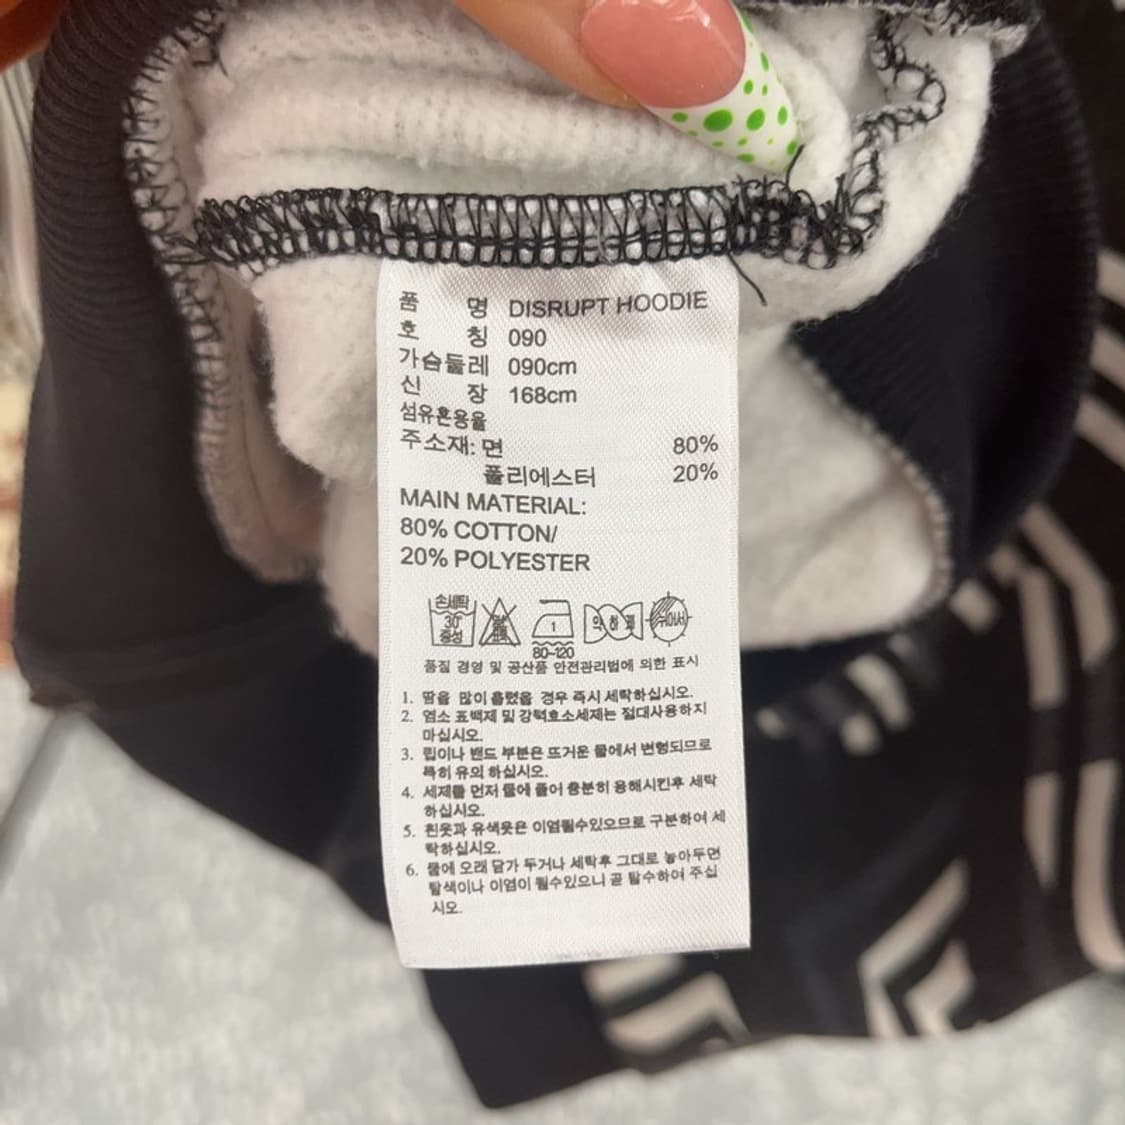 품 명 DISRUPT HOODIE
호 칭 090
가슴둘레 090cm
신 장 168cm
섬유혼용율
주소재: 면 80%
폴리에스터 20%
MAIN MATERIAL:
80% COTTON/
20% POLYESTER
손세탁 30 중성
1 80~120
약하게
뉘어서
품질 경영 및 공산품 안전관리법에 의한 표시
1. 땀을 많이 흘렸을 경우 즉시 세탁하십시오.
2. 염소 표백제 및 강력효소세제는 절대사용하지
마십시오.
3. 립이나 밴드 부분은 뜨거운 물에서 변형되므로
특히 유의 하십시오.
4. 세제를 먼저 물에 풀어 충분히 용해시킨후 세탁
하십시오.
5. 흰옷과 유색옷은 이염될수있으므로 구분하여 세
탁하십시오.
6. 물에 오래 담가 두거나 세탁후 그대로 놓아두면
탈색이나 이염이 될수있으니 곧 탈수하여 주십
시오.